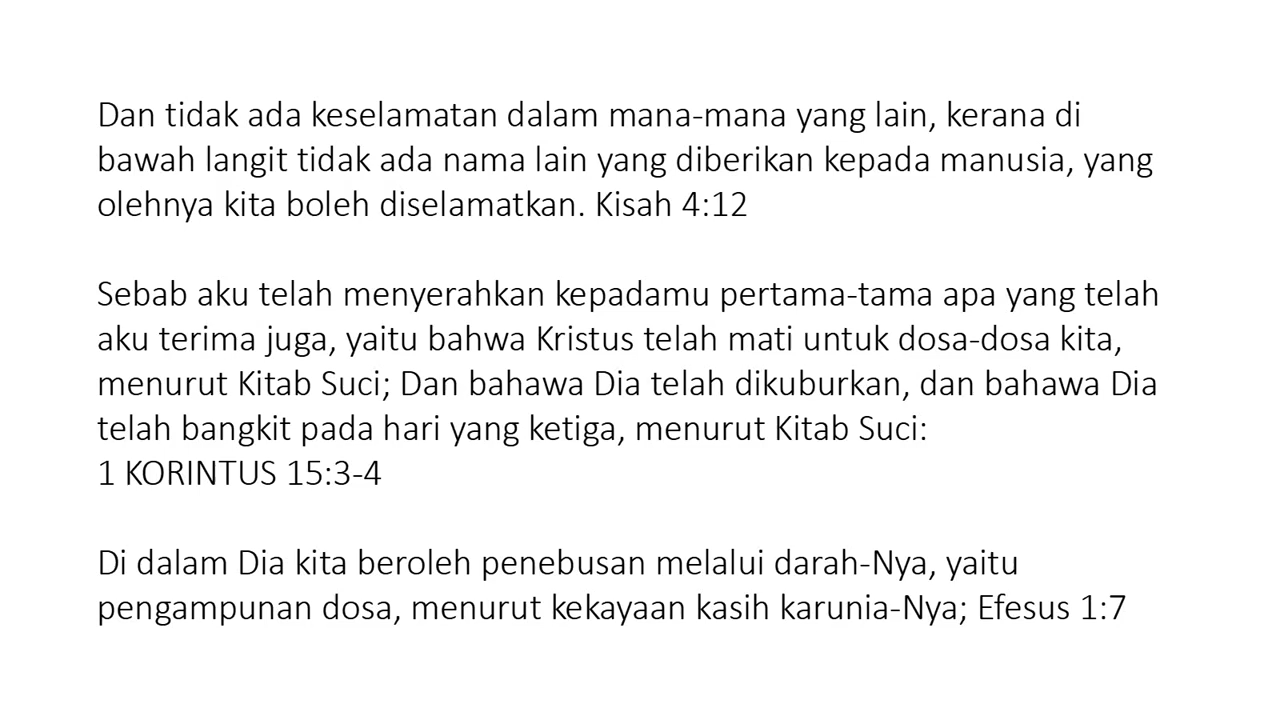 Dan tidak ada keselamatan dalam mana-mana yang lain, kerana di
bawah langit tidak ada nama lain yang diberikan kepada manusia, yang
olehnya kita boleh diselamatkan. Kisah 4:12
Sebab aku telah menyerahkan kepadamu pertama-tama apa yang telah
aku terima juga, yaitu bahwa Kristus telah mati untuk dosa-dosa kita,
menurut Kitab Suci; Dan bahawa Dia telah dikuburkan, dan bahawa Dia
telah bangkit pada hari yang ketiga, menurut Kitab Suci:
1 KORINTUS 15:3-4
Di dalam Dia kita beroleh penebusan melalui darah-Nya, yaitu
pengampunan dosa, menurut kekayaan kasih karunia-Nya; Efesus 1:7